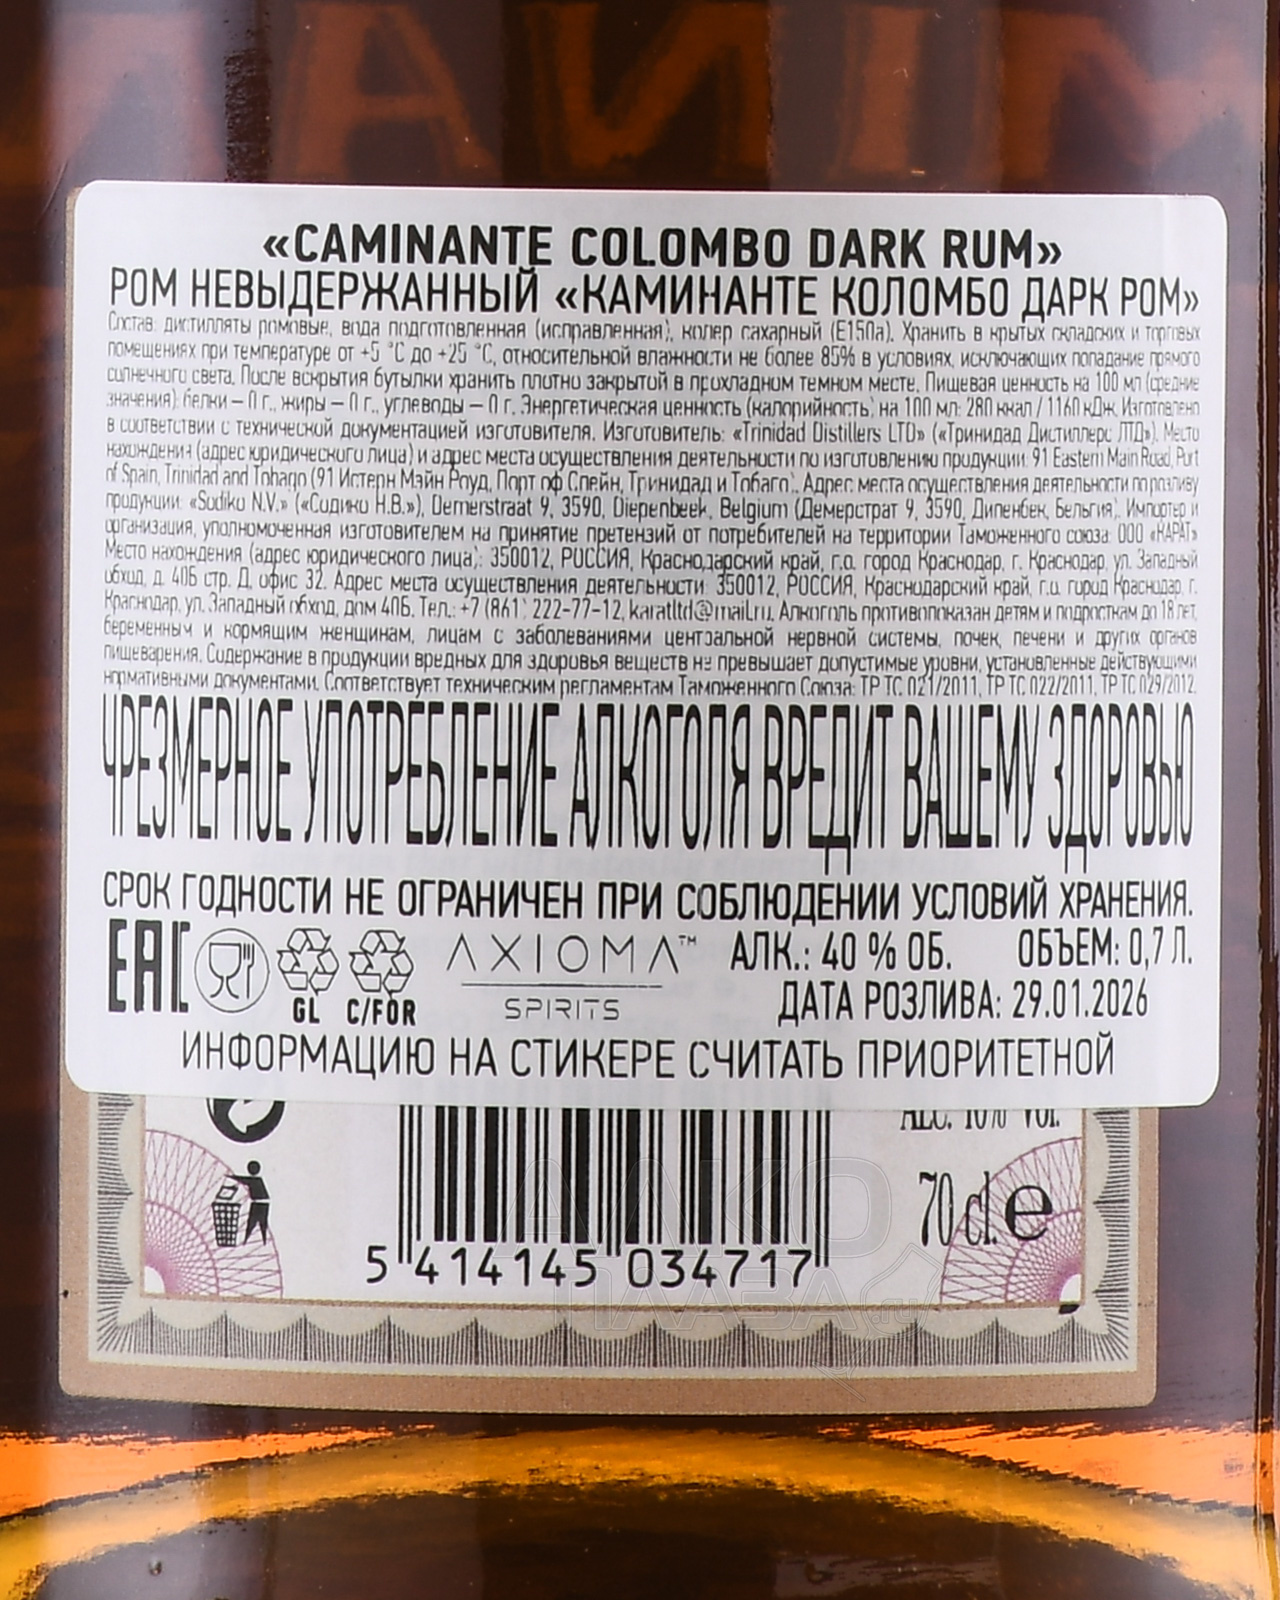 «CAMINANTE COLOMBO DARK RUM»
РОМ НЕВЫДЕРЖАННЫЙ «КАМИНАНТЕ КОЛОМБО ДАРК РОМ»
Состав: дистилляты ромовые, вода подготовленная (исправленная), колер сахарный (Е150а). Хранить в крытых складских и торговых
помещениях при температуре от +5 °С до +25 °С, относительной влажности не более 85% в условиях, исключающих попадание прямого
солнечного света. После вскрытия бутылки хранить плотно закрытой в прохладном темном месте. Пищевая ценность на 100 мл (средние
значения): белки – 0 г., жиры – 0 г., углеводы – 0 г. Энергетическая ценность (калорийность) на 100 мл: 280 ккал / 1160 кДж. Изготовлено
в соответствии с технической документацией изготовителя. Изготовитель: «Trinidad Distillers LTD» («Тринидад Дистиллерс ЛТД»). Место
нахождения (адрес юридического лица) и адрес места осуществления деятельности по изготовлению продукции: 91 Eastern Main Road, Port
of Spain, Trinidad and Tobago (91 Истерн Мэйн Роуд, Порт оф Спейн, Тринидад и Тобаго). Адрес места осуществления деятельности по розливу
продукции: «Sodiko N.V.» («Содико Н.В.»), Demerstraat 9, 3590, Diepenbeek, Belgium (Демерстрат 9, 3590, Дипенбек, Бельгия). Импортер и
организация, уполномоченная изготовителем на принятие претензий от потребителей на территории Таможенного союза: ООО «КАРАТ»
Место нахождения (адрес юридического лица): 350012, РОССИЯ, Краснодарский край, г.о. город Краснодар, г. Краснодар, ул. Западный
обход, д. 40Б стр. Д, офис 32. Адрес места осуществления деятельности: 350012, РОССИЯ, Краснодарский край, г.о. город Краснодар, г.
Краснодар, ул. Западный обход, дом 40Б. Тел.: +7 (861) 222-77-12, karatltd@mail.ru. Алкоголь противопоказан детям и подросткам до 18 лет,
беременным и кормящим женщинам, лицам с заболеваниями центральной нервной системы, почек, печени и других органов
пищеварения. Содержание в продукции вредных для здоровья веществ не превышает допустимые уровни, установленные действующими
нормативными документами. Соответствует техническим регламентам Таможенного Союза: ТР ТС 021/2011, ТР ТС 022/2011, ТР ТС 029/2012.
ЧРЕЗМЕРНОЕ УПОТРЕБЛЕНИЕ АЛКОГОЛЯ ВРЕДИТ ВАШЕМУ ЗДОРОВЬЮ
СРОК ГОДНОСТИ НЕ ОГРАНИЧЕН ПРИ СОБЛЮДЕНИИ УСЛОВИЙ ХРАНЕНИЯ.
EAC GL C/FOR AXIOMA™ SPIRITS АЛК.: 40 % ОБ. ОБЪЕМ: 0,7 Л.
ДАТА РОЗЛИВА: 29.01.2026
ИНФОРМАЦИЮ НА СТИКЕРЕ СЧИТАТЬ ПРИОРИТЕТНОЙ
70 cl. e
5 414145 034717
АЛКО
ПЛАЗА.ru